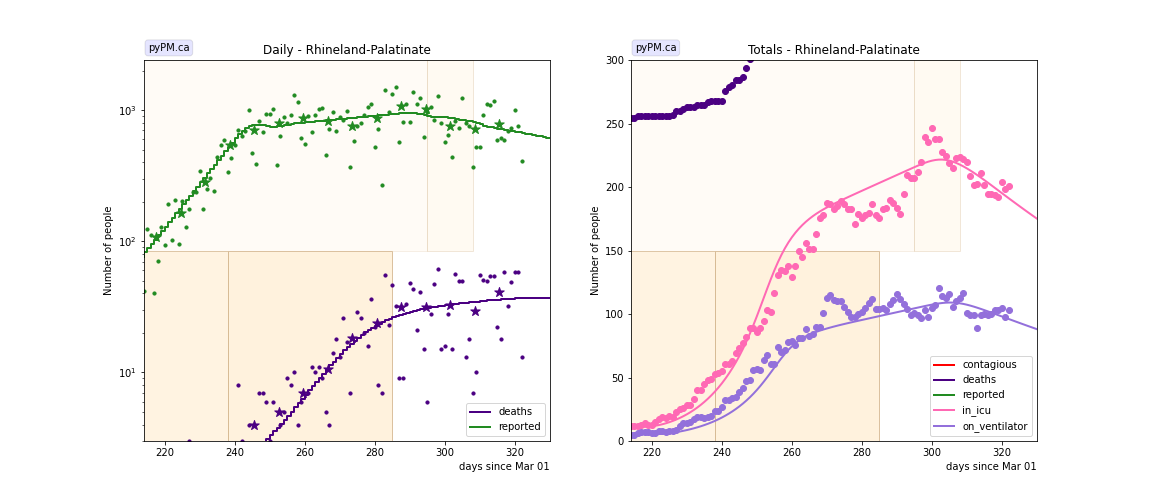 pyPM.ca
Daily - Rhineland-Palatinate
Number of people
10³
10²
10¹
220 240 260 280 300 320
days since Mar 01
deaths
reported
pyPM.ca
Totals - Rhineland-Palatinate
Number of people
300
250
200
150
100
50
0
220 240 260 280 300 320
days since Mar 01
contagious
deaths
reported
in_icu
on_ventilator